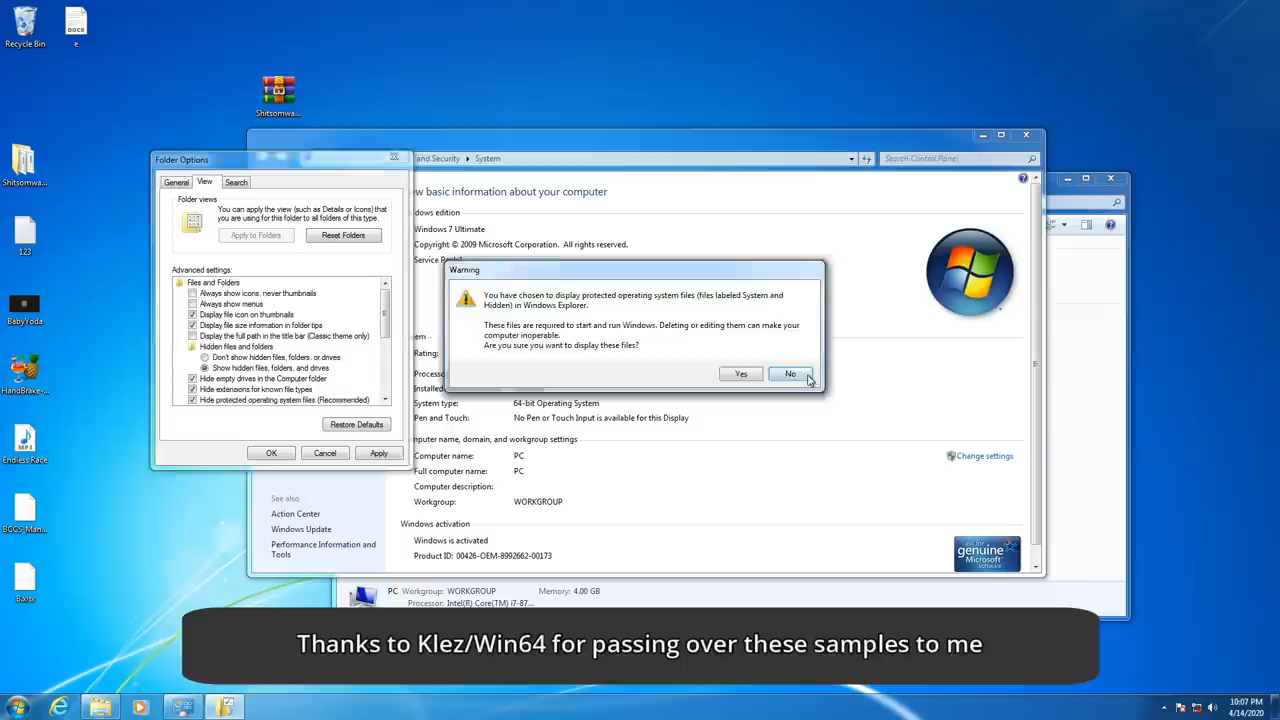 Recycle Bin
e
Shitsomwa...
Shitsomwa...
123
BabyYoda
HandBrake-...
Endless Race
BCCS_Man...
Folder Options
General
View
Search
Folder views
You can apply the view (such as Details or Icons) that
you are using for this folder to all folders of this type.
Apply to Folders
Reset Folders
Advanced settings:
Files and Folders
Always show icons, never thumbnails
Always show menus
Display file icon on thumbnails
Display file size information in folder tips
Display the full path in the title bar (Classic theme only)
Hidden files and folders
Don't show hidden files, folders, or drives
Show hidden files, folders, and drives
Hide empty drives in the Computer folder
Hide extensions for known file types
Hide protected operating system files (Recommended)
Restore Defaults
OK
Cancel
Apply
and Security
System
Search Control Panel
ew basic information about your computer
dows edition
Windows 7 Ultimate
Copyright © 2009 Microsoft Corporation. All rights reserved.
Service Pack
Warning
You have chosen to display protected operating system files (files labeled System and
Hidden) in Windows Explorer.
These files are required to start and run Windows. Deleting or editing them can make your
computer inoperable.
Are you sure you want to display these files?
Yes
No
em
Rating:
Process
Installed
System type: 64-bit Operating System
Pen and Touch: No Pen or Touch Input is available for this Display
mputer name, domain, and workgroup settings
Computer name: PC
Change settings
Full computer name: PC
Computer description:
Workgroup: WORKGROUP
Windows activation
Windows is activated
Product ID: 00426-OEM-8992662-00173
ask for
genuine
Microsoft
software
See also
Action Center
Windows Update
Performance Information and
Tools
PC Workgroup: WORKGROUP Memory: 4.00 GB
Processor: Intel(R) Core(TM) i7-87...
Thanks to Klez/Win64 for passing over these samples to me
10:07 PM
4/14/2020